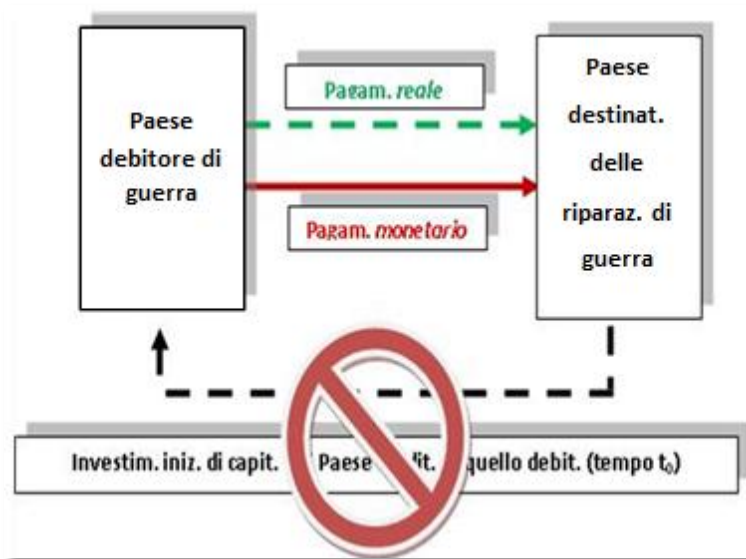 Pagam. reale
Paese
debitore di
guerra
Paese
destinat.
delle
riparaz. di
guerra
Pagam. monetario
Investim. iniz. di capit. Paese dit. quello debit. (tempo t₀)